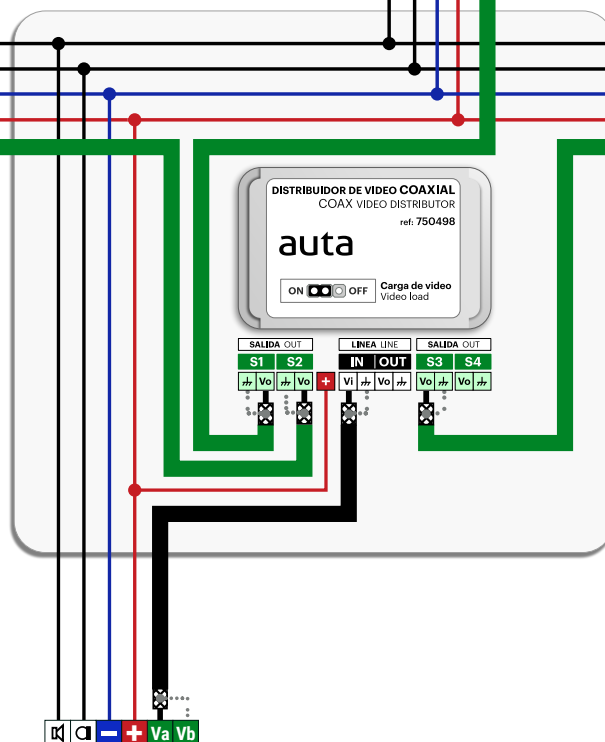 DISTRIBUIDOR DE VIDEO COAXIAL
COAX VIDEO DISTRIBUTOR
ref: 750498
auta
ON OFF Carga de video
Video load
SALIDA OUT LINEA LINE SALIDA OUT
S1 S2 IN OUT S3 S4
Vo Vo + Vi Vo Vo Vo
− + Va Vb